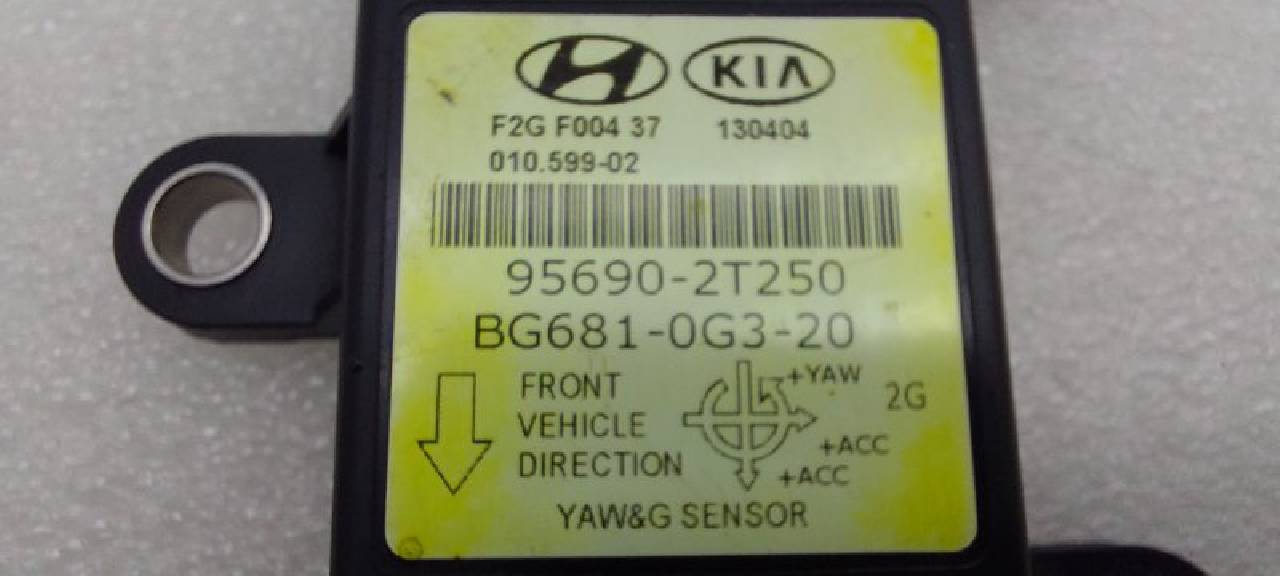 H KIA
F2G F004 37 130404
010.599-02
95690-2T250
BG681-0G3-20
FRONT
VEHICLE
DIRECTION
+YAW
2G
+ACC
+ACC
YAW&G SENSOR